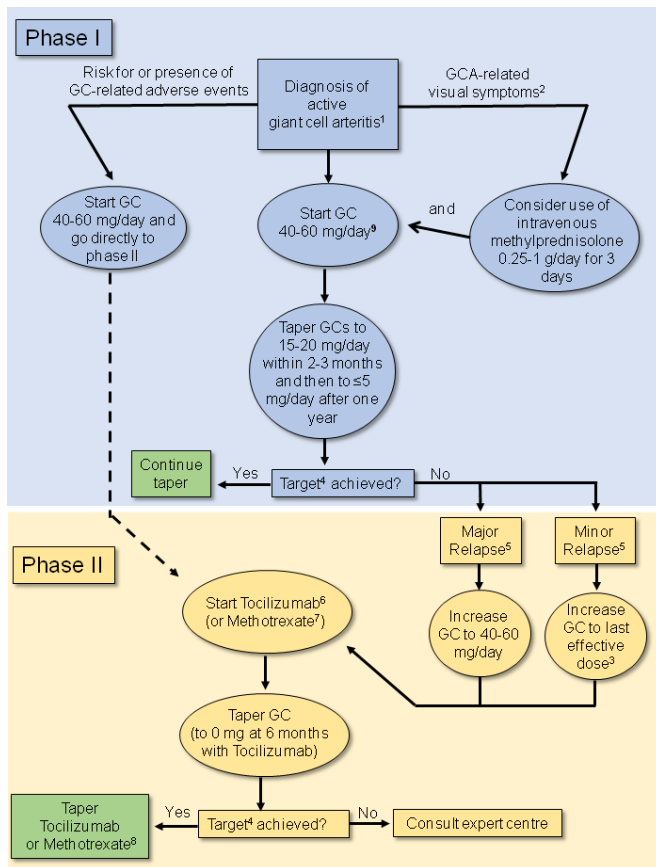 Phase I
Risk for or presence of
GC-related adverse events
Diagnosis of
active
giant cell arteritis¹
GCA-related
visual symptoms²
Start GC
40-60 mg/day and
go directly to
phase II
Start GC
40-60 mg/day⁹
and
Consider use of
intravenous
methylprednisolone
0.25-1 g/day for 3
days
Taper GCs to
15-20 mg/day
within 2-3 months
and then to ≤5
mg/day after one
year
Continue
taper
Yes
Target⁴ achieved?
No
Phase II
Major
Relapse⁵
Minor
Relapse⁵
Start Tocilizumab⁶
(or Methotrexate⁷)
Increase
GC to 40-60
mg/day
Increase
GC to last
effective
dose³
Taper GC
(to 0 mg at 6 months
with Tocilizumab)
Taper
Tocilizumab
or Methotrexate⁸
Yes
Target⁴ achieved?
No
Consult expert centre